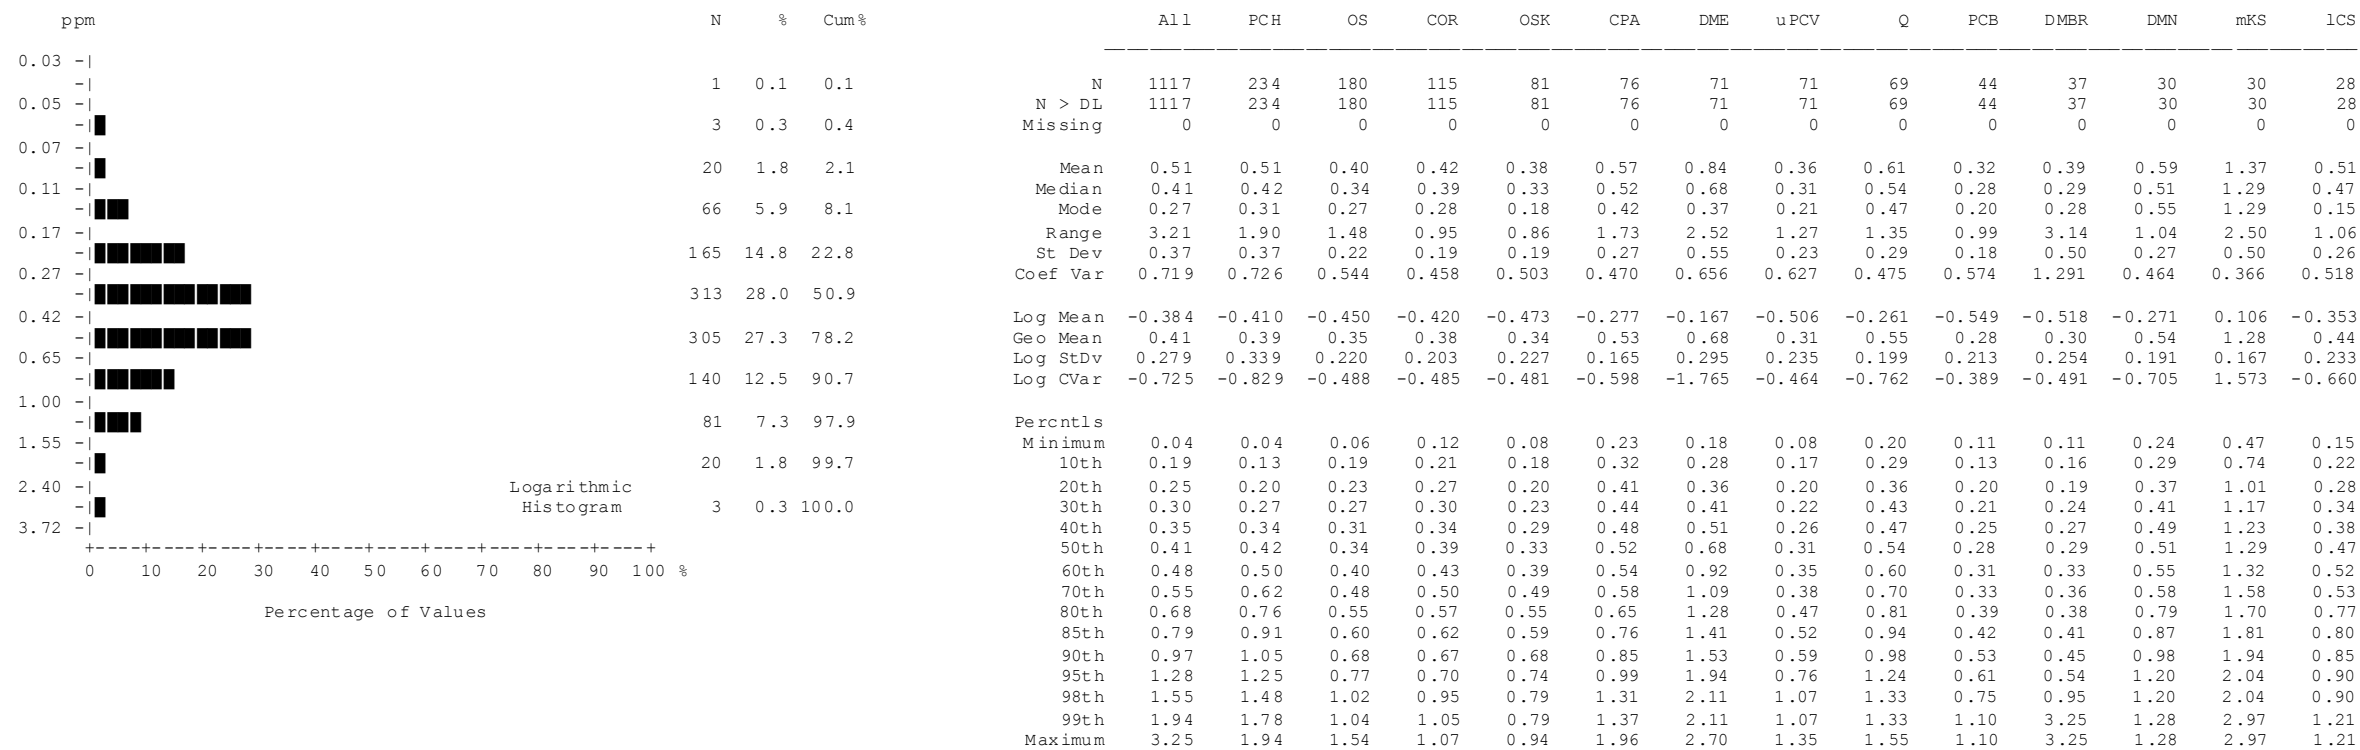 ppm N % Cum% All PCH OS COR OSK CPA DME uPCV Q PCB DMBR DMN mKS lCS
0.03
1 0.1 0.1 N 1117 234 180 115 81 76 71 71 69 44 37 30 30 28
0.05 N > DL 1117 234 180 115 81 76 71 71 69 44 37 30 30 28
3 0.3 0.4 Missing 0 0 0 0 0 0 0 0 0 0 0 0 0 0
0.07
20 1.8 2.1 Mean 0.51 0.51 0.40 0.42 0.38 0.57 0.84 0.36 0.61 0.32 0.39 0.59 1.37 0.51
0.11 Median 0.41 0.42 0.34 0.39 0.33 0.52 0.68 0.31 0.54 0.28 0.29 0.51 1.29 0.47
66 5.9 8.1 Mode 0.27 0.31 0.27 0.28 0.18 0.42 0.37 0.21 0.47 0.20 0.28 0.55 1.29 0.15
0.17 Range 3.21 1.90 1.48 0.95 0.86 1.73 2.52 1.27 1.35 0.99 3.14 1.04 2.50 1.06
165 14.8 22.8 St Dev 0.37 0.37 0.22 0.19 0.19 0.27 0.55 0.23 0.29 0.18 0.50 0.27 0.50 0.26
0.27 Coef Var 0.719 0.726 0.544 0.458 0.503 0.470 0.656 0.627 0.475 0.574 1.291 0.464 0.366 0.518
313 28.0 50.9
0.42 Log Mean -0.384 -0.410 -0.450 -0.420 -0.473 -0.277 -0.167 -0.506 -0.261 -0.549 -0.518 -0.271 0.106 -0.353
305 27.3 78.2 Geo Mean 0.41 0.39 0.35 0.38 0.34 0.53 0.68 0.31 0.55 0.28 0.30 0.54 1.28 0.44
0.65 Log StDv 0.279 0.339 0.220 0.203 0.227 0.165 0.295 0.235 0.199 0.213 0.254 0.191 0.167 0.233
140 12.5 90.7 Log CVar -0.725 -0.829 -0.488 -0.485 -0.481 -0.598 -1.765 -0.464 -0.762 -0.389 -0.491 -0.705 1.573 -0.660
1.00
81 7.3 97.9 Percntls
1.55 Minimum 0.04 0.04 0.06 0.12 0.08 0.23 0.18 0.08 0.20 0.11 0.11 0.24 0.47 0.15
20 1.8 99.7 10th 0.19 0.13 0.19 0.21 0.18 0.32 0.28 0.17 0.29 0.13 0.16 0.29 0.74 0.22
2.40 Logarithmic 20th 0.25 0.20 0.23 0.27 0.20 0.41 0.36 0.20 0.36 0.20 0.19 0.37 1.01 0.28
Histogram 3 0.3 100.0 30th 0.30 0.27 0.27 0.30 0.23 0.44 0.41 0.22 0.43 0.21 0.24 0.41 1.17 0.34
3.72 40th 0.35 0.34 0.31 0.34 0.29 0.48 0.51 0.26 0.47 0.25 0.27 0.49 1.23 0.38
50th 0.41 0.42 0.34 0.39 0.33 0.52 0.68 0.31 0.54 0.28 0.29 0.51 1.29 0.47
0 10 20 30 40 50 60 70 80 90 100 % 60th 0.48 0.50 0.40 0.43 0.39 0.54 0.92 0.35 0.60 0.31 0.33 0.55 1.32 0.52
70th 0.55 0.62 0.48 0.50 0.49 0.58 1.09 0.38 0.70 0.33 0.36 0.58 1.58 0.53
Percentage of Values 80th 0.68 0.76 0.55 0.57 0.55 0.65 1.28 0.47 0.81 0.39 0.38 0.79 1.70 0.77
85th 0.79 0.91 0.60 0.62 0.59 0.76 1.41 0.52 0.94 0.42 0.41 0.87 1.81 0.80
90th 0.97 1.05 0.68 0.67 0.68 0.85 1.53 0.59 0.98 0.53 0.45 0.98 1.94 0.85
95th 1.28 1.25 0.77 0.70 0.74 0.99 1.94 0.76 1.24 0.61 0.54 1.20 2.04 0.90
98th 1.55 1.48 1.02 0.95 0.79 1.31 2.11 1.07 1.33 0.75 0.95 1.20 2.04 0.90
99th 1.94 1.78 1.04 1.05 0.79 1.37 2.11 1.07 1.33 1.10 3.25 1.28 2.97 1.21
Maximum 3.25 1.94 1.54 1.07 0.94 1.96 2.70 1.35 1.55 1.10 3.25 1.28 2.97 1.21